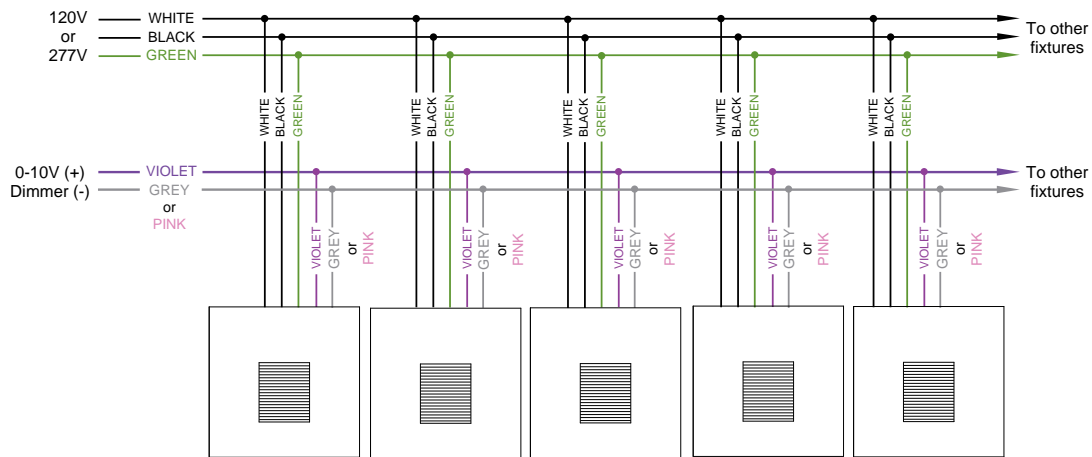 120V WHITE
or BLACK
277V GREEN
To other
fixtures
WHITE BLACK GREEN WHITE BLACK GREEN WHITE BLACK GREEN WHITE BLACK GREEN WHITE BLACK GREEN
0-10V (+) VIOLET
Dimmer (-) GREY
or
PINK
To other
fixtures
VIOLET GREY or PINK VIOLET GREY or PINK VIOLET GREY or PINK VIOLET GREY or PINK VIOLET GREY or PINK